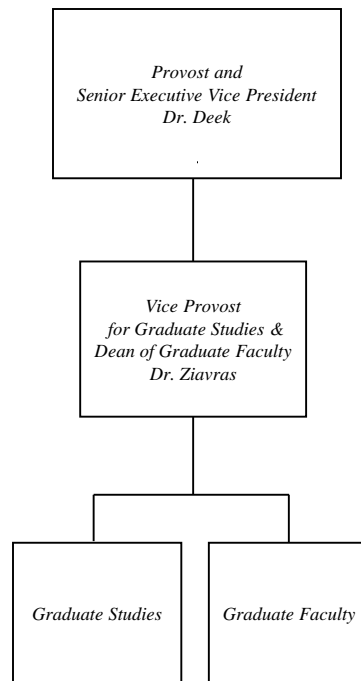 Provost and
Senior Executive Vice President
Dr. Deek
.
Vice Provost
for Graduate Studies &
Dean of Graduate Faculty
Dr. Ziavras
Graduate Studies
Graduate Faculty